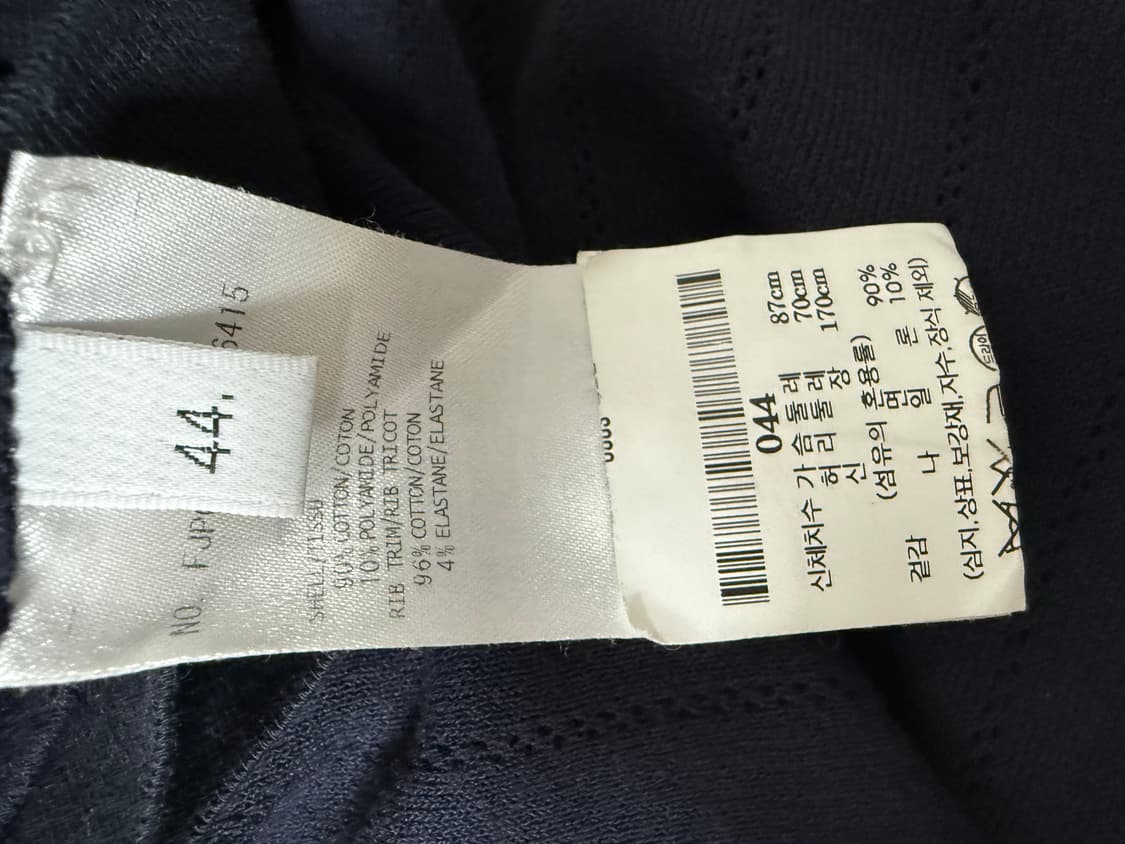 44.
NO. FJP 6415
SHELL/TISSU
90% COTTON/COTON
10% POLYAMIDE/POLYAMIDE
RIB TRIM/RIB TRICOT
96% COTTON/COTON
4% ELASTANE/ELASTANE
044
신체치수 가슴둘레 87cm
허리둘레 70cm
신장 170cm
(섬유의 혼용률)
겉감 면 90%
나일론 10%
(심지,상표,보강재,자수,장식 제외)
드라이